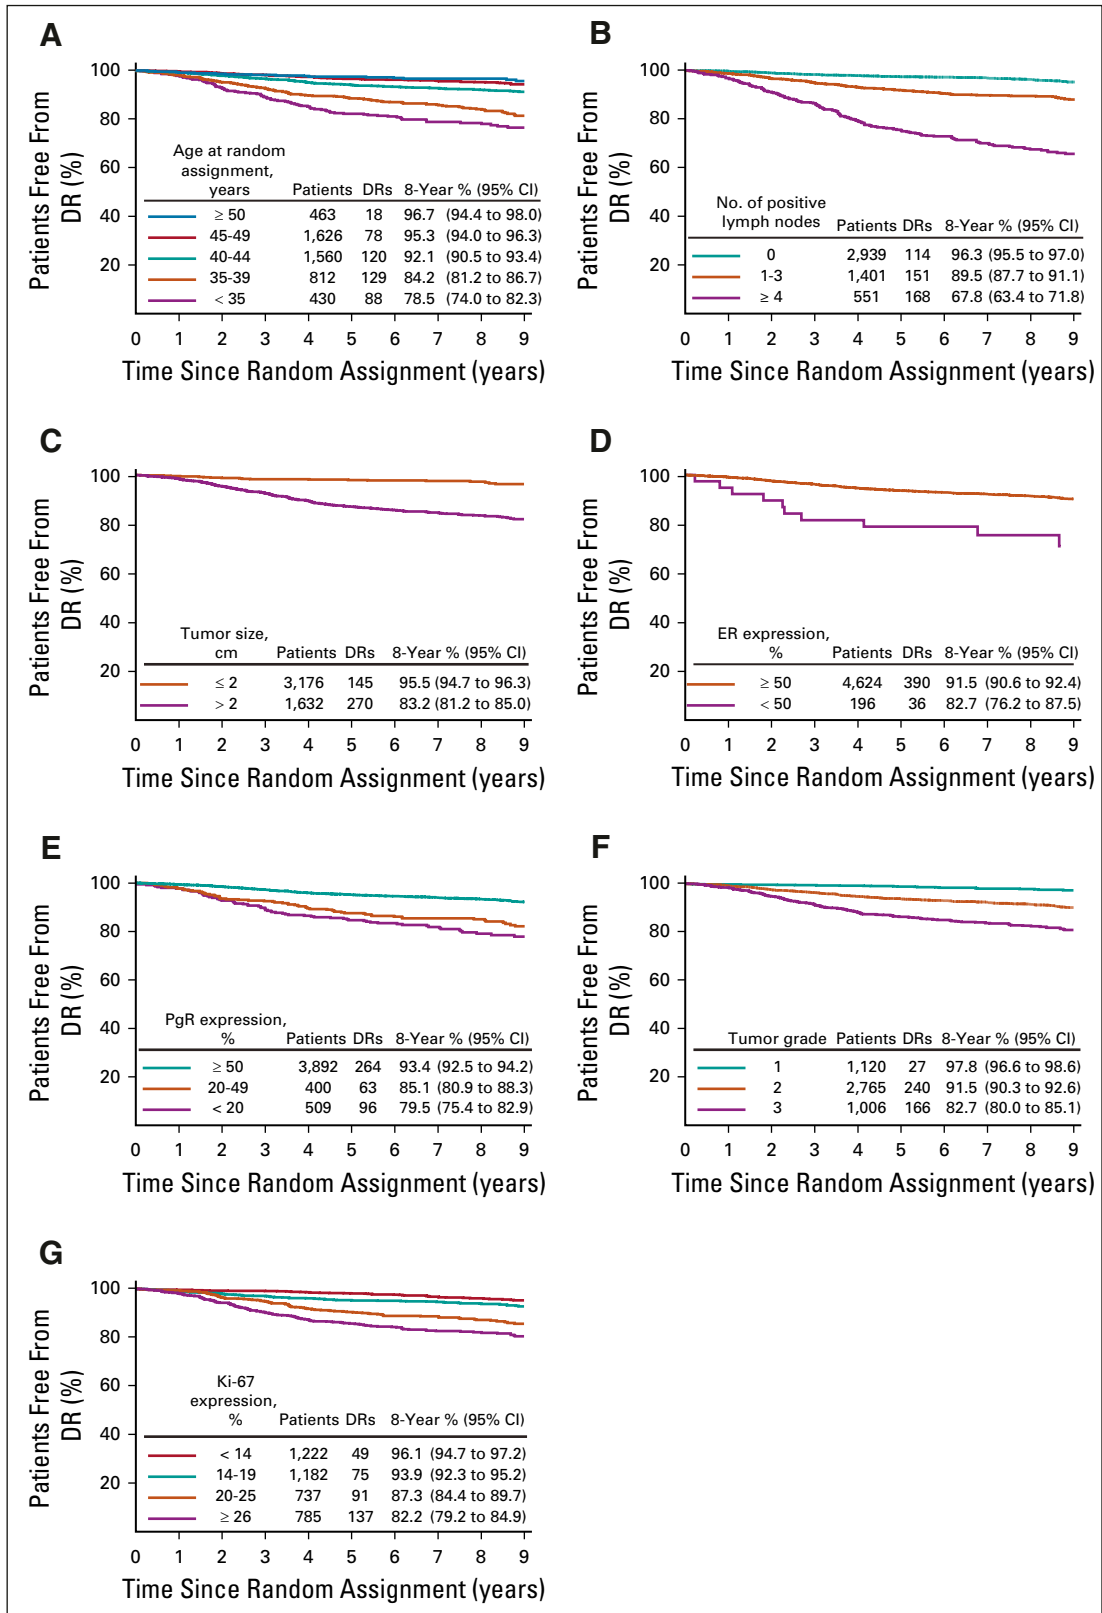 A
Patients Free From
DR (%)
100
80
60
40
20
Age at random
assignment,
years Patients DRs 8-Year % (95% CI)
≥ 50 463 18 96.7 (94.4 to 98.0)
45-49 1,626 78 95.3 (94.0 to 96.3)
40-44 1,560 120 92.1 (90.5 to 93.4)
35-39 812 129 84.2 (81.2 to 86.7)
< 35 430 88 78.5 (74.0 to 82.3)
0 1 2 3 4 5 6 7 8 9
Time Since Random Assignment (years)
B
Patients Free From
DR (%)
100
80
60
40
20
No. of positive
lymph nodes Patients DRs 8-Year % (95% CI)
0 2,939 114 96.3 (95.5 to 97.0)
1-3 1,401 151 89.5 (87.7 to 91.1)
≥ 4 551 168 67.8 (63.4 to 71.8)
0 1 2 3 4 5 6 7 8 9
Time Since Random Assignment (years)
C
Patients Free From
DR (%)
100
80
60
40
20
Tumor size,
cm Patients DRs 8-Year % (95% CI)
≤ 2 3,176 145 95.5 (94.7 to 96.3)
> 2 1,632 270 83.2 (81.2 to 85.0)
0 1 2 3 4 5 6 7 8 9
Time Since Random Assignment (years)
D
Patients Free From
DR (%)
100
80
60
40
20
ER expression,
% Patients DRs 8-Year % (95% CI)
≥ 50 4,624 390 91.5 (90.6 to 92.4)
< 50 196 36 82.7 (76.2 to 87.5)
0 1 2 3 4 5 6 7 8 9
Time Since Random Assignment (years)
E
Patients Free From
DR (%)
100
80
60
40
20
PgR expression,
% Patients DRs 8-Year % (95% CI)
≥ 50 3,892 264 93.4 (92.5 to 94.2)
20-49 400 63 85.1 (80.9 to 88.3)
< 20 509 96 79.5 (75.4 to 82.9)
0 1 2 3 4 5 6 7 8 9
Time Since Random Assignment (years)
F
Patients Free From
DR (%)
100
80
60
40
20
Tumor grade Patients DRs 8-Year % (95% CI)
1 1,120 27 97.8 (96.6 to 98.6)
2 2,765 240 91.5 (90.3 to 92.6)
3 1,006 166 82.7 (80.0 to 85.1)
0 1 2 3 4 5 6 7 8 9
Time Since Random Assignment (years)
G
Patients Free From
DR (%)
100
80
60
40
20
Ki-67
expression,
% Patients DRs 8-Year % (95% CI)
< 14 1,222 49 96.1 (94.7 to 97.2)
14-19 1,182 75 93.9 (92.3 to 95.2)
20-25 737 91 87.3 (84.4 to 89.7)
≥ 26 785 137 82.2 (79.2 to 84.9)
0 1 2 3 4 5 6 7 8 9
Time Since Random Assignment (years)